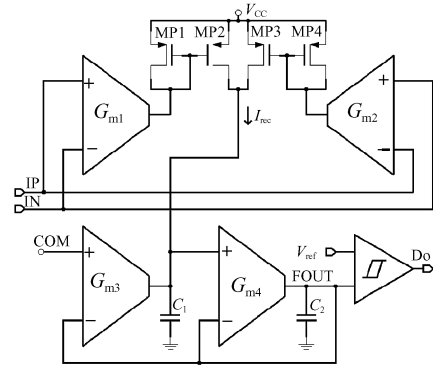 VCC
MP1 MP2 MP3 MP4
+ Gm1 −
Irec
+ Gm2 −
IP
IN
COM
+ Gm3 −
C1
+ Gm4 −
FOUT
C2
Vref
Do